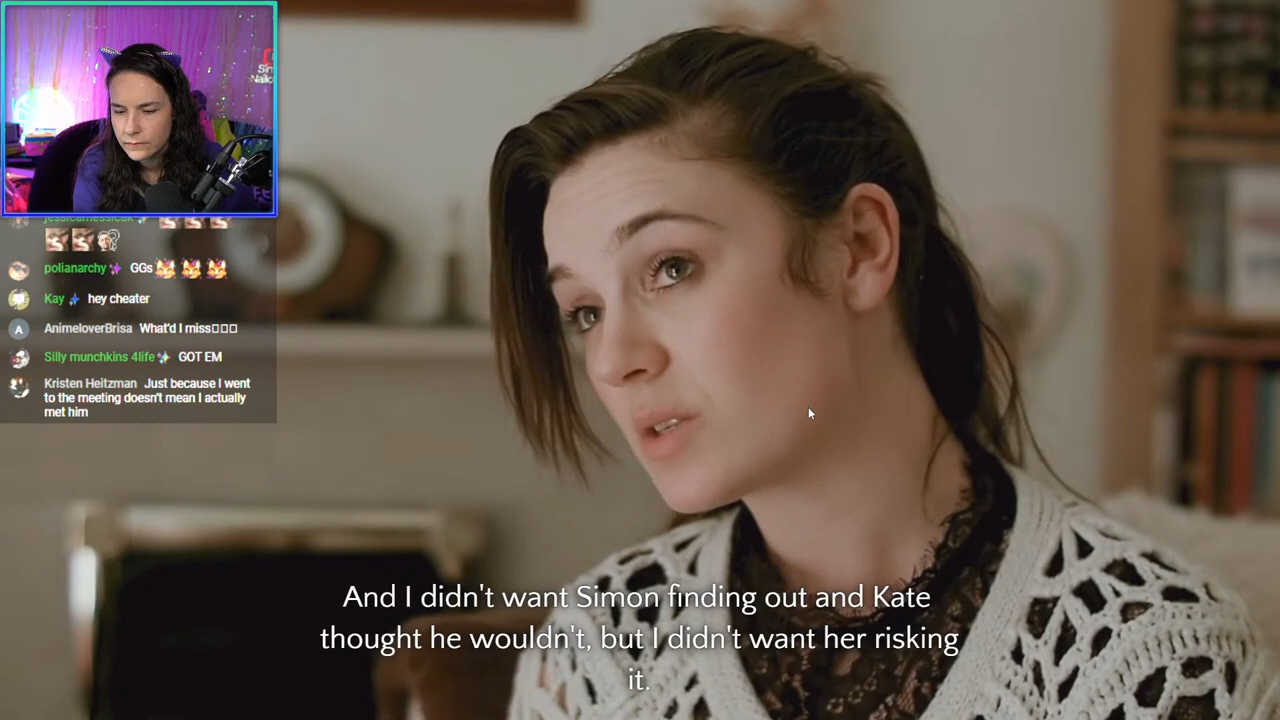 polianarchy GGs
Kay hey cheater
AnimeloverBrisa What'd I miss□□□
Silly munchkins 4life GOT EM
Kristen Heitzman Just because I went
to the meeting doesn't mean I actually
met him
And I didn't want Simon finding out and Kate
thought he wouldn't, but I didn't want her risking
it.